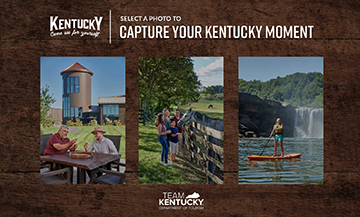 KENTUCKY
Come see for yourself
SELECT A PHOTO TO
CAPTURE YOUR KENTUCKY MOMENT
TEAM
KENTUCKY
DEPARTMENT OF TOURISM